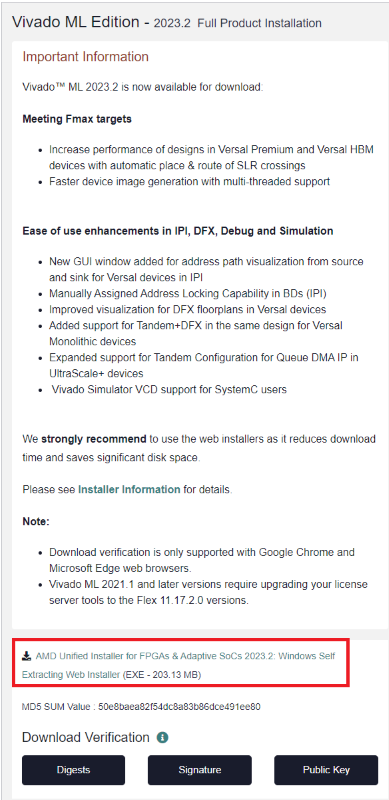 Vivado ML Edition - 2023.2 Full Product Installation
Important Information
Vivado™ ML 2023.2 is now available for download:
Meeting Fmax targets
• Increase performance of designs in Versal Premium and Versal HBM
devices with automatic place & route of SLR crossings
• Faster device image generation with multi-threaded support
Ease of use enhancements in IPI, DFX, Debug and Simulation
• New GUI window added for address path visualization from source
and sink for Versal devices in IPI
• Manually Assigned Address Locking Capability in BDs (IPI)
• Improved visualization for DFX floorplans in Versal devices
• Added support for Tandem+DFX in the same design for Versal
Monolithic devices
• Expanded support for Tandem Configuration for Queue DMA IP in
UltraScale+ devices
• Vivado Simulator VCD support for SystemC users
We strongly recommend to use the web installers as it reduces download
time and saves significant disk space.
Please see Installer Information for details.
Note:
• Download verification is only supported with Google Chrome and
Microsoft Edge web browsers.
• Vivado ML 2021.1 and later versions require upgrading your license
server tools to the Flex 11.17.2.0 versions.
AMD Unified Installer for FPGAs & Adaptive SoCs 2023.2: Windows Self
Extracting Web Installer (EXE - 203.13 MB)
MD5 SUM Value : 50e8baea82f54dc8a83b86dce491ee80
Download Verification
Digests
Signature
Public Key